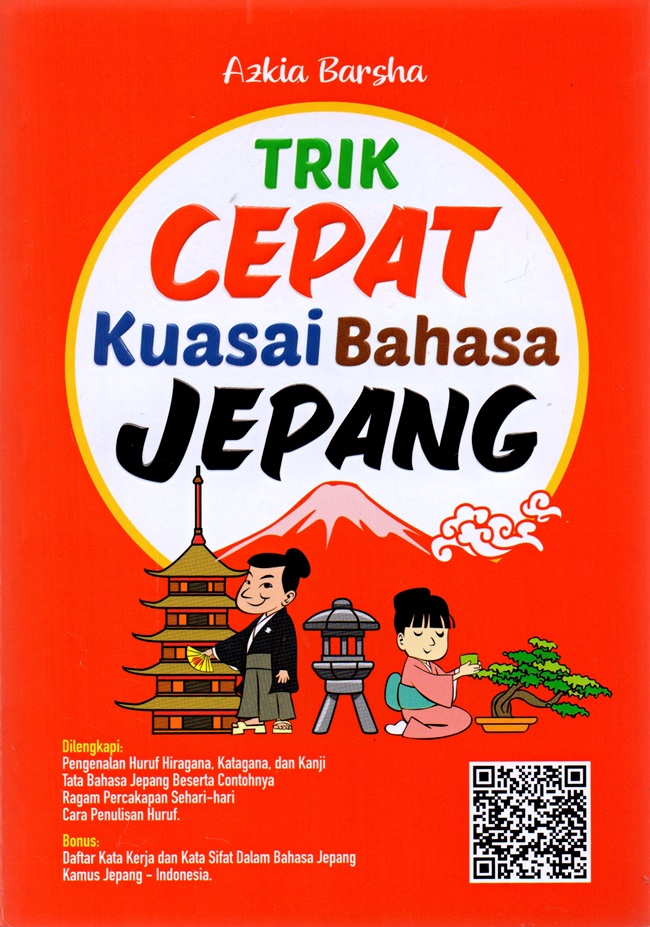 Azkia Barsha
TRIK
CEPAT
Kuasai Bahasa
JEPANG
Dilengkapi:
Pengenalan Huruf Hiragana, Katagana, dan Kanji
Tata Bahasa Jepang Beserta Contohnya
Ragam Percakapan Sehari-hari
Cara Penulisan Huruf.
Bonus:
Daftar Kata Kerja dan Kata Sifat Dalam Bahasa Jepang
Kamus Jepang - Indonesia.